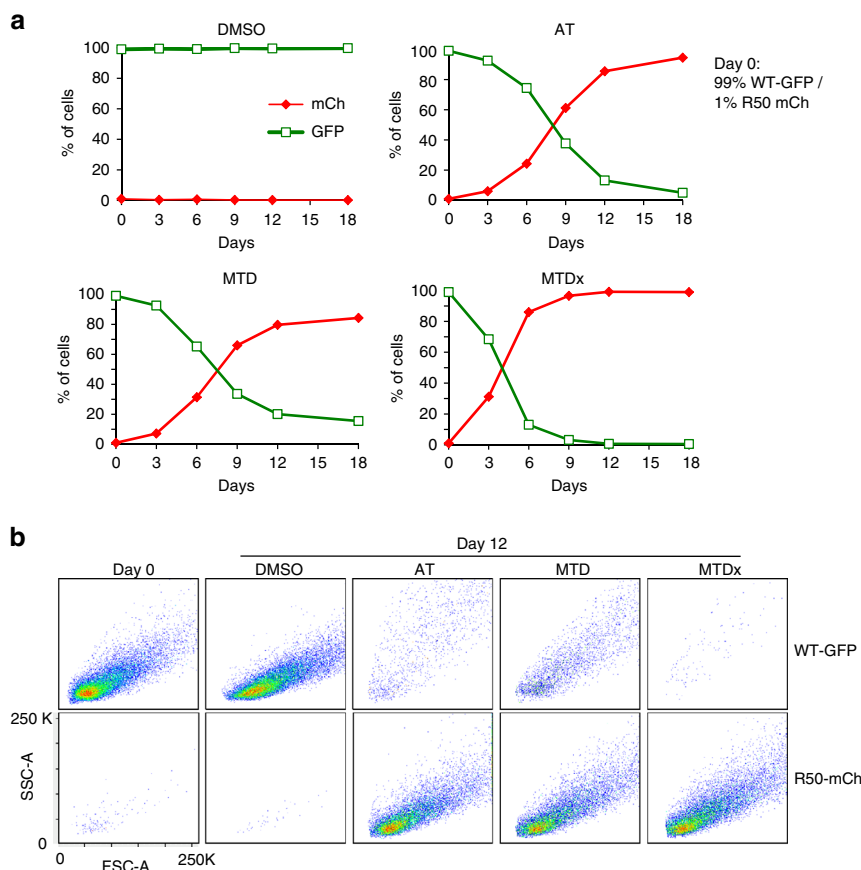 a
DMSO
100
80
60
40
20
0
% of cells
mCh
GFP
0 3 6 9 12 15 18
Days
AT
100
80
60
40
20
0
% of cells
0 3 6 9 12 15 18
Days
Day 0:
99% WT-GFP /
1% R50 mCh
MTD
100
80
60
40
20
0
% of cells
0 3 6 9 12 15 18
Days
MTDx
100
80
60
40
20
0
% of cells
0 3 6 9 12 15 18
Days
b
Day 12
Day 0 DMSO AT MTD MTDx
WT-GFP
250 K
SSC-A
0
R50-mCh
0 250K
FSC-A